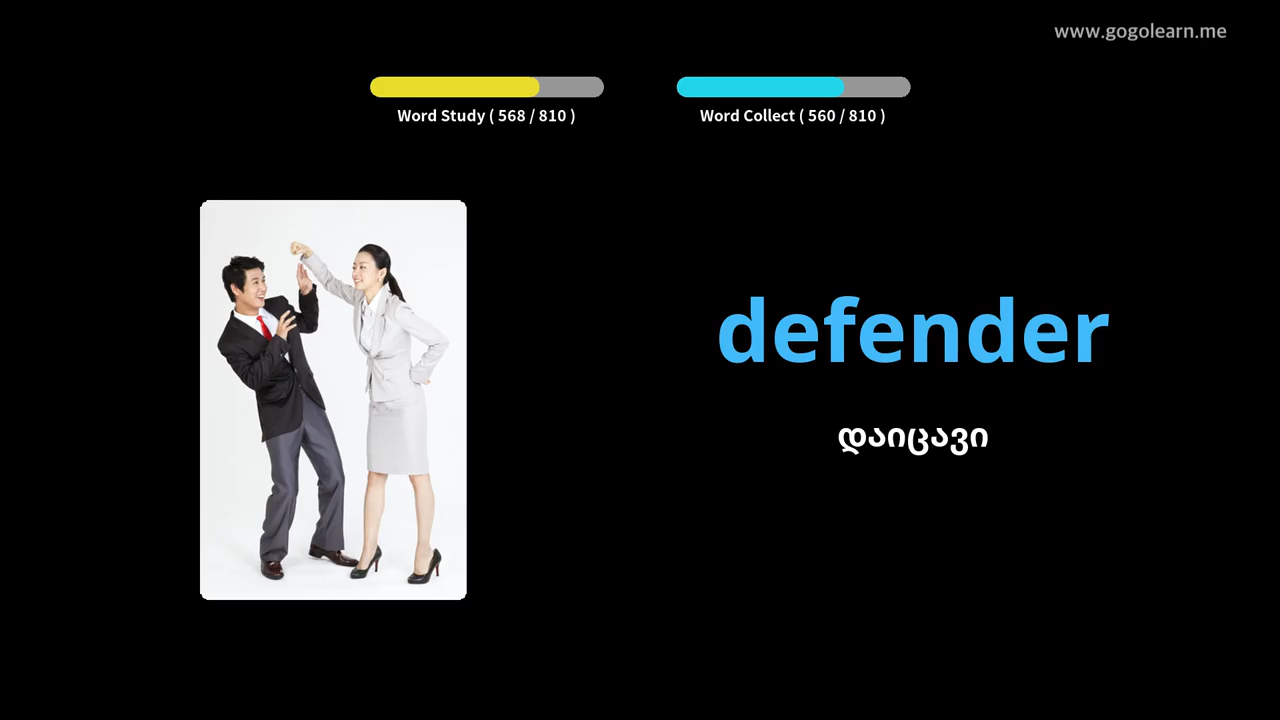 www.gogolearn.me
Word Study ( 568 / 810 )
Word Collect ( 560 / 810 )
defender
დაიცავი